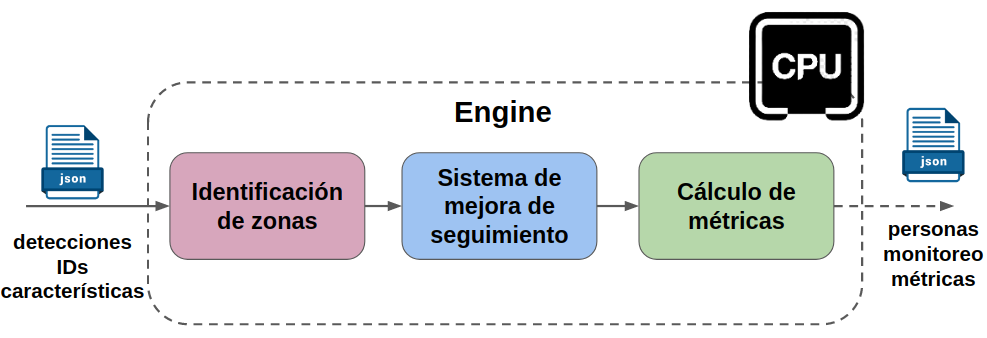 CPU
Engine
json
detecciones
IDs
características
Identificación
de zonas
Sistema de
mejora de
seguimiento
Cálculo de
métricas
json
personas
monitoreo
métricas